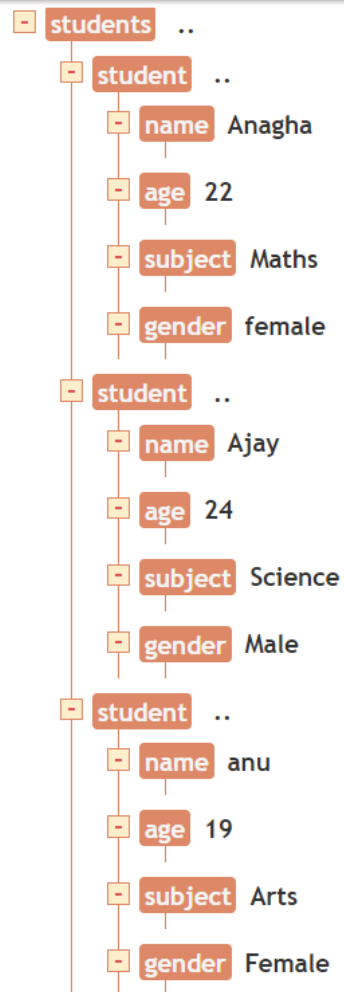 students ..
student ..
name Anagha
age 22
subject Maths
gender female
student ..
name Ajay
age 24
subject Science
gender Male
student ..
name anu
age 19
subject Arts
gender Female